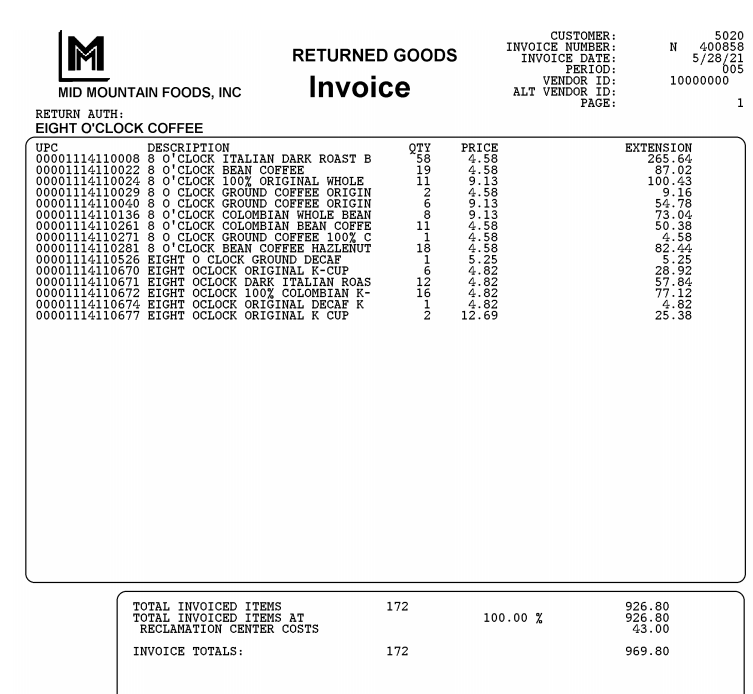 M
MID MOUNTAIN FOODS, INC
RETURNED GOODS
Invoice
CUSTOMER: 5020
INVOICE NUMBER: N 400858
INVOICE DATE: 5/28/21
PERIOD: 005
VENDOR ID: 10000000
ALT VENDOR ID:
PAGE: 1
RETURN AUTH:
EIGHT O'CLOCK COFFEE
UPC DESCRIPTION QTY PRICE EXTENSION
00001114110008 8 O'CLOCK ITALIAN DARK ROAST B 58 4.58 265.64
00001114110022 8 O'CLOCK BEAN COFFEE 19 4.58 87.02
00001114110024 8 O'CLOCK 100% ORIGINAL WHOLE 11 9.13 100.43
00001114110029 8 O CLOCK GROUND COFFEE ORIGIN 2 4.58 9.16
00001114110040 8 O CLOCK GROUND COFFEE ORIGIN 6 9.13 54.78
00001114110136 8 O'CLOCK COLOMBIAN WHOLE BEAN 8 9.13 73.04
00001114110261 8 O'CLOCK COLOMBIAN BEAN COFFE 11 4.58 50.38
00001114110271 8 O CLOCK GROUND COFFEE 100% C 1 4.58 4.58
00001114110281 8 O'CLOCK BEAN COFFEE HAZLENUT 18 4.58 82.44
00001114110526 EIGHT O CLOCK GROUND DECAF 1 5.25 5.25
00001114110670 EIGHT OCLOCK ORIGINAL K-CUP 6 4.82 28.92
00001114110671 EIGHT OCLOCK DARK ITALIAN ROAS 12 4.82 57.84
00001114110672 EIGHT OCLOCK 100% COLOMBIAN K- 16 4.82 77.12
00001114110674 EIGHT OCLOCK ORIGINAL DECAF K 1 4.82 4.82
00001114110677 EIGHT OCLOCK ORIGINAL K CUP 2 12.69 25.38
TOTAL INVOICED ITEMS 172 926.80
TOTAL INVOICED ITEMS AT 100.00 % 926.80
RECLAMATION CENTER COSTS 43.00
INVOICE TOTALS: 172 969.80